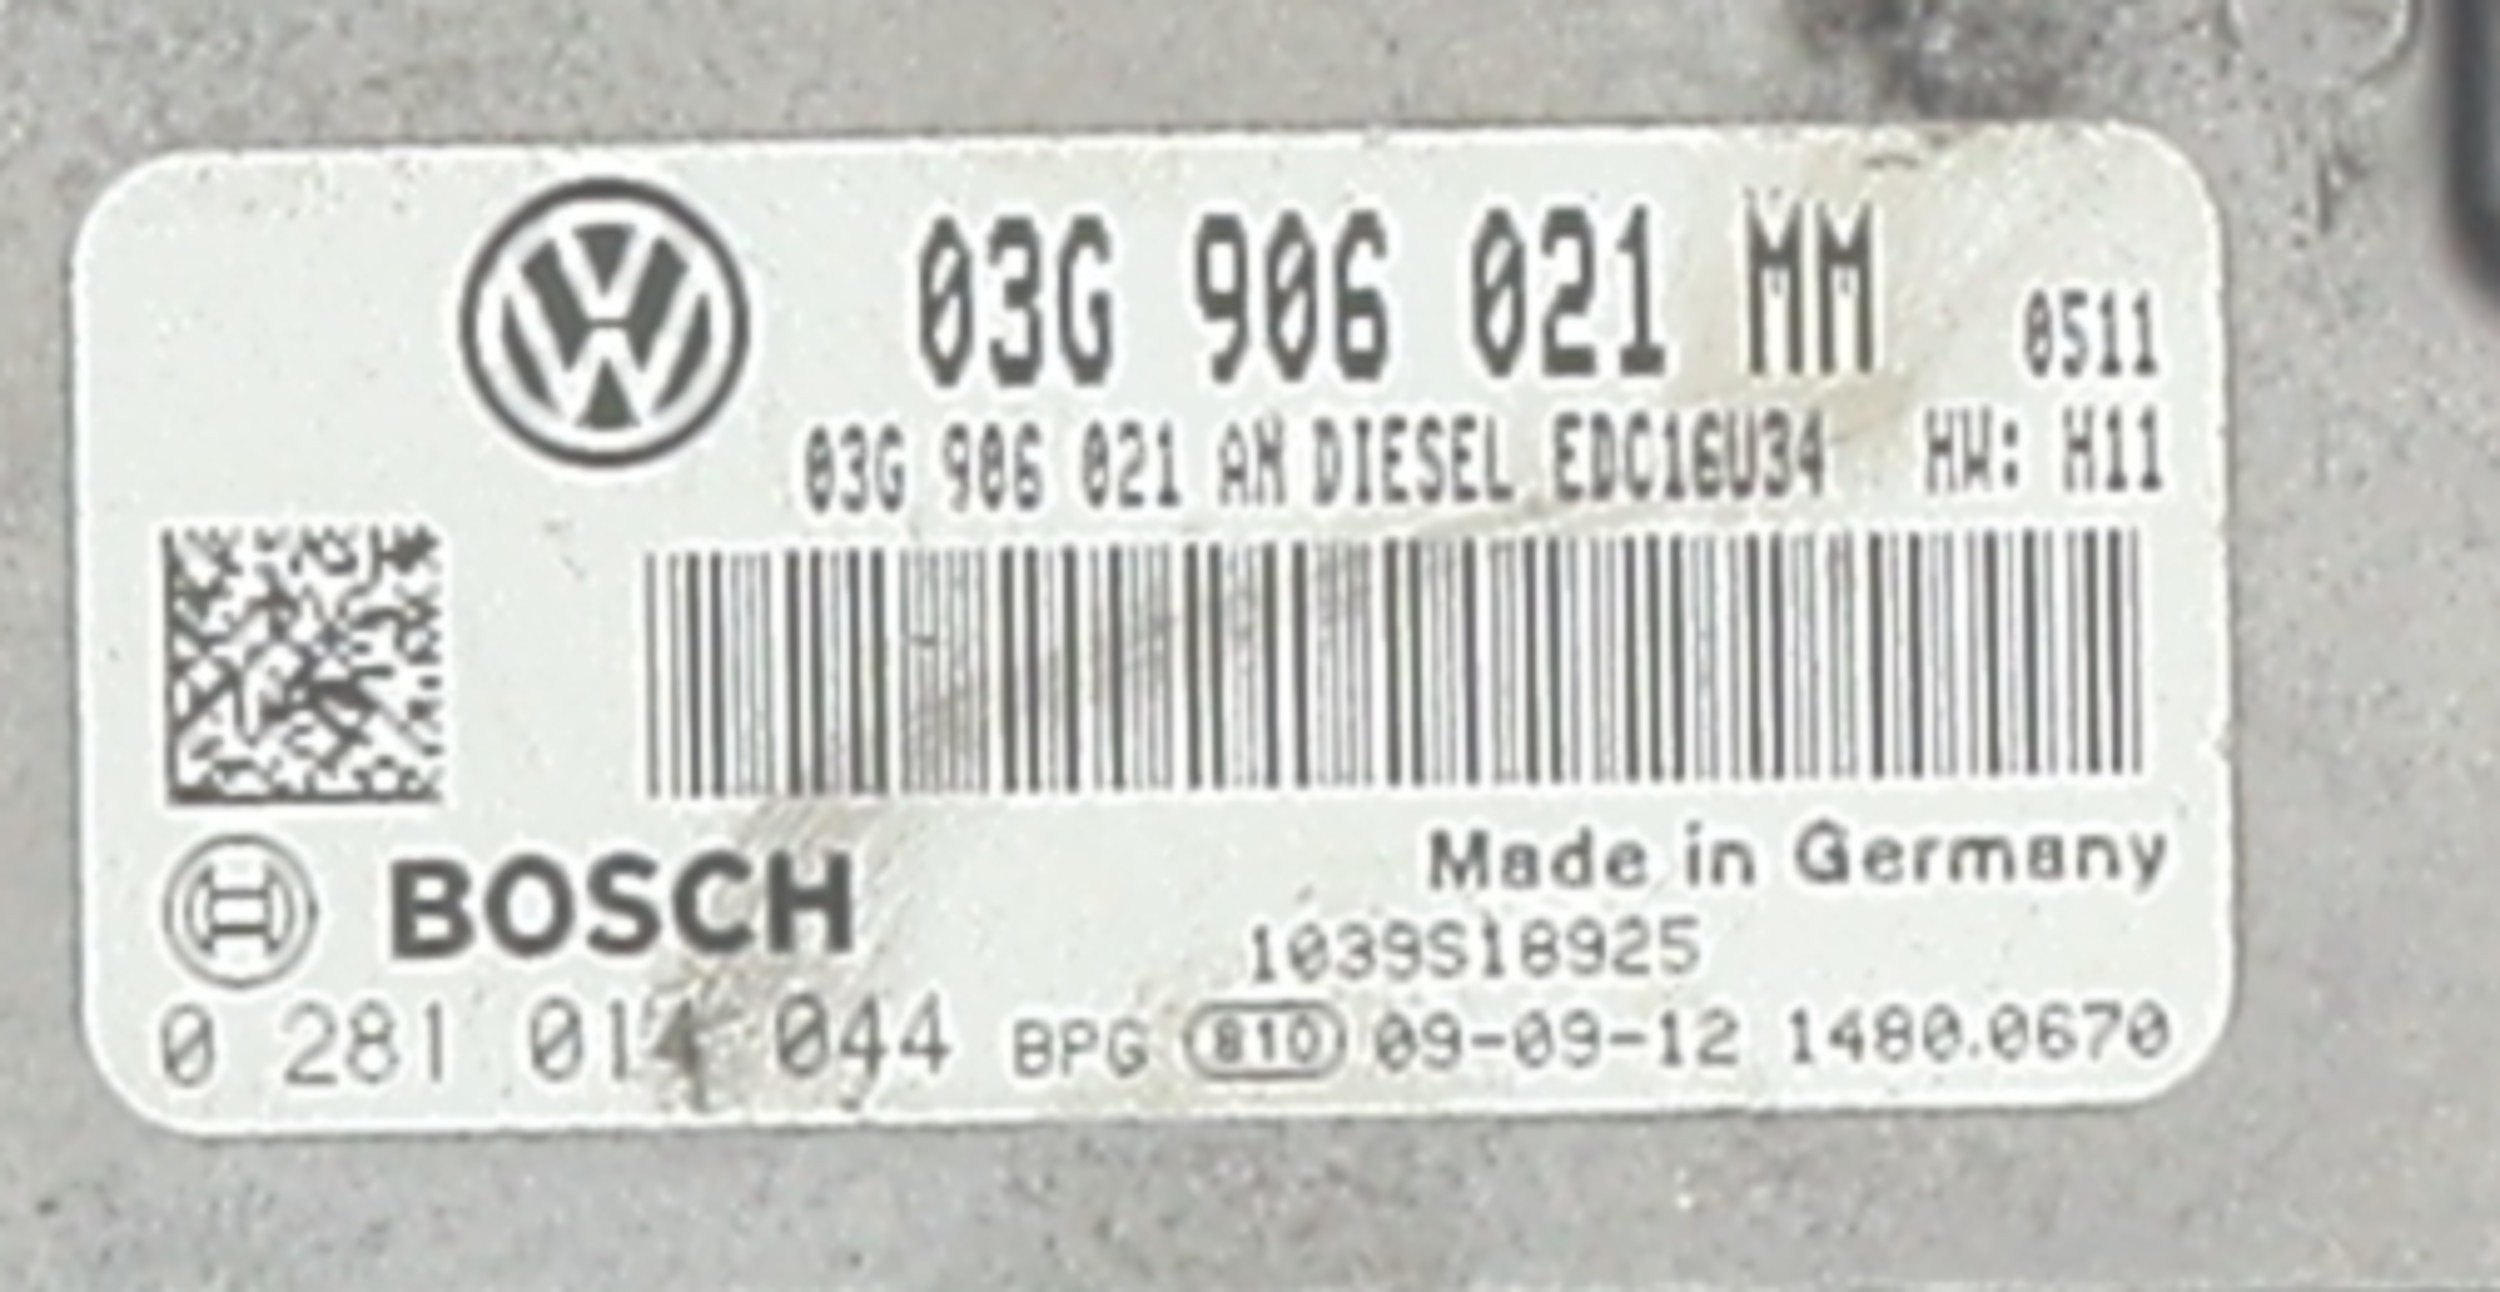 03G 906 021 MM 0511
03G 906 021 AN DIESEL EDC16U34 HW: H11
BOSCH
Made in Germany
1039S18925
0 281 014 044 BPG 810 09-09-12 1480.0670